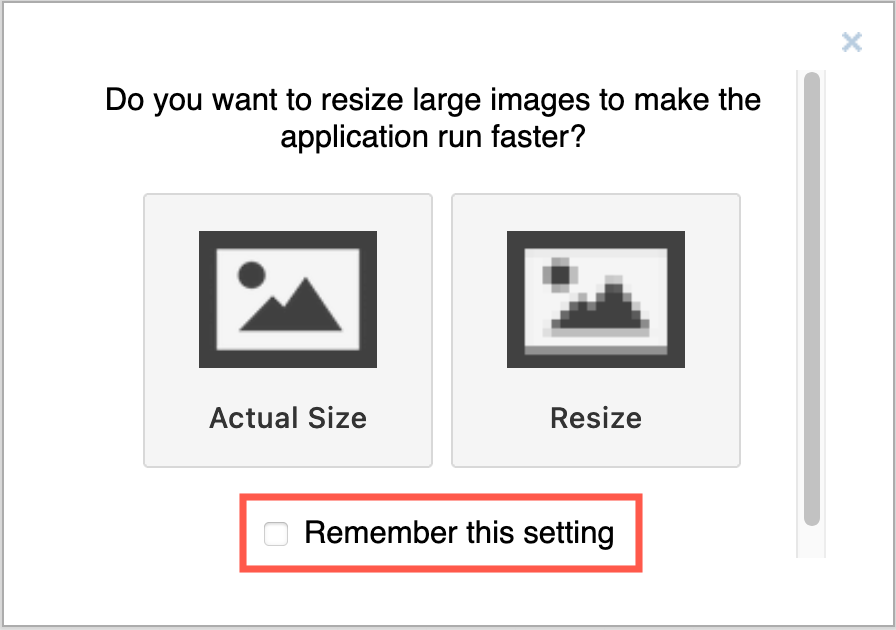 Do you want to resize large images to make the
application run faster?
Actual Size
Resize
Remember this setting